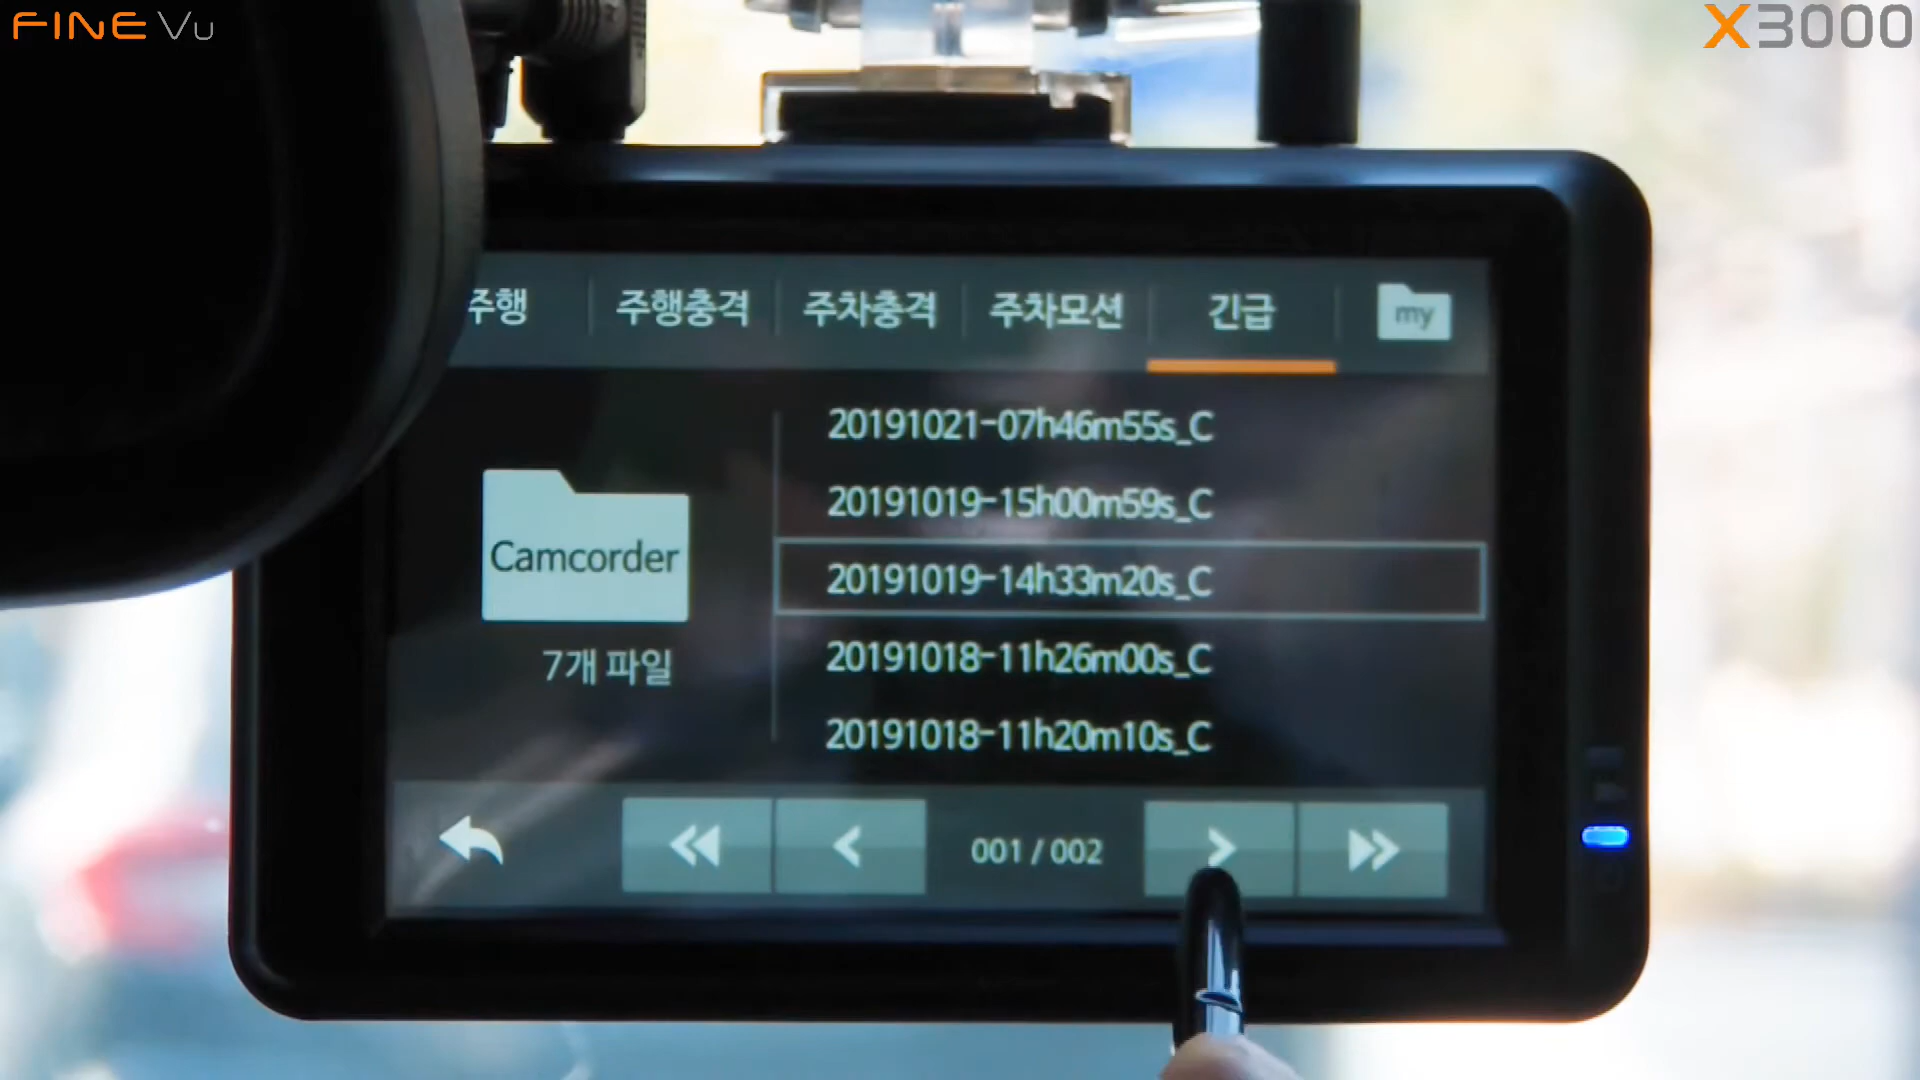 FINE Vu
X3000
주행 주행충격 주차충격 주차모션 긴급 my
20191021-07h46m55s_C
20191019-15h00m59s_C
Camcorder
20191019-14h33m20s_C
7개 파일
20191018-11h26m00s_C
20191018-11h20m10s_C
001 / 002